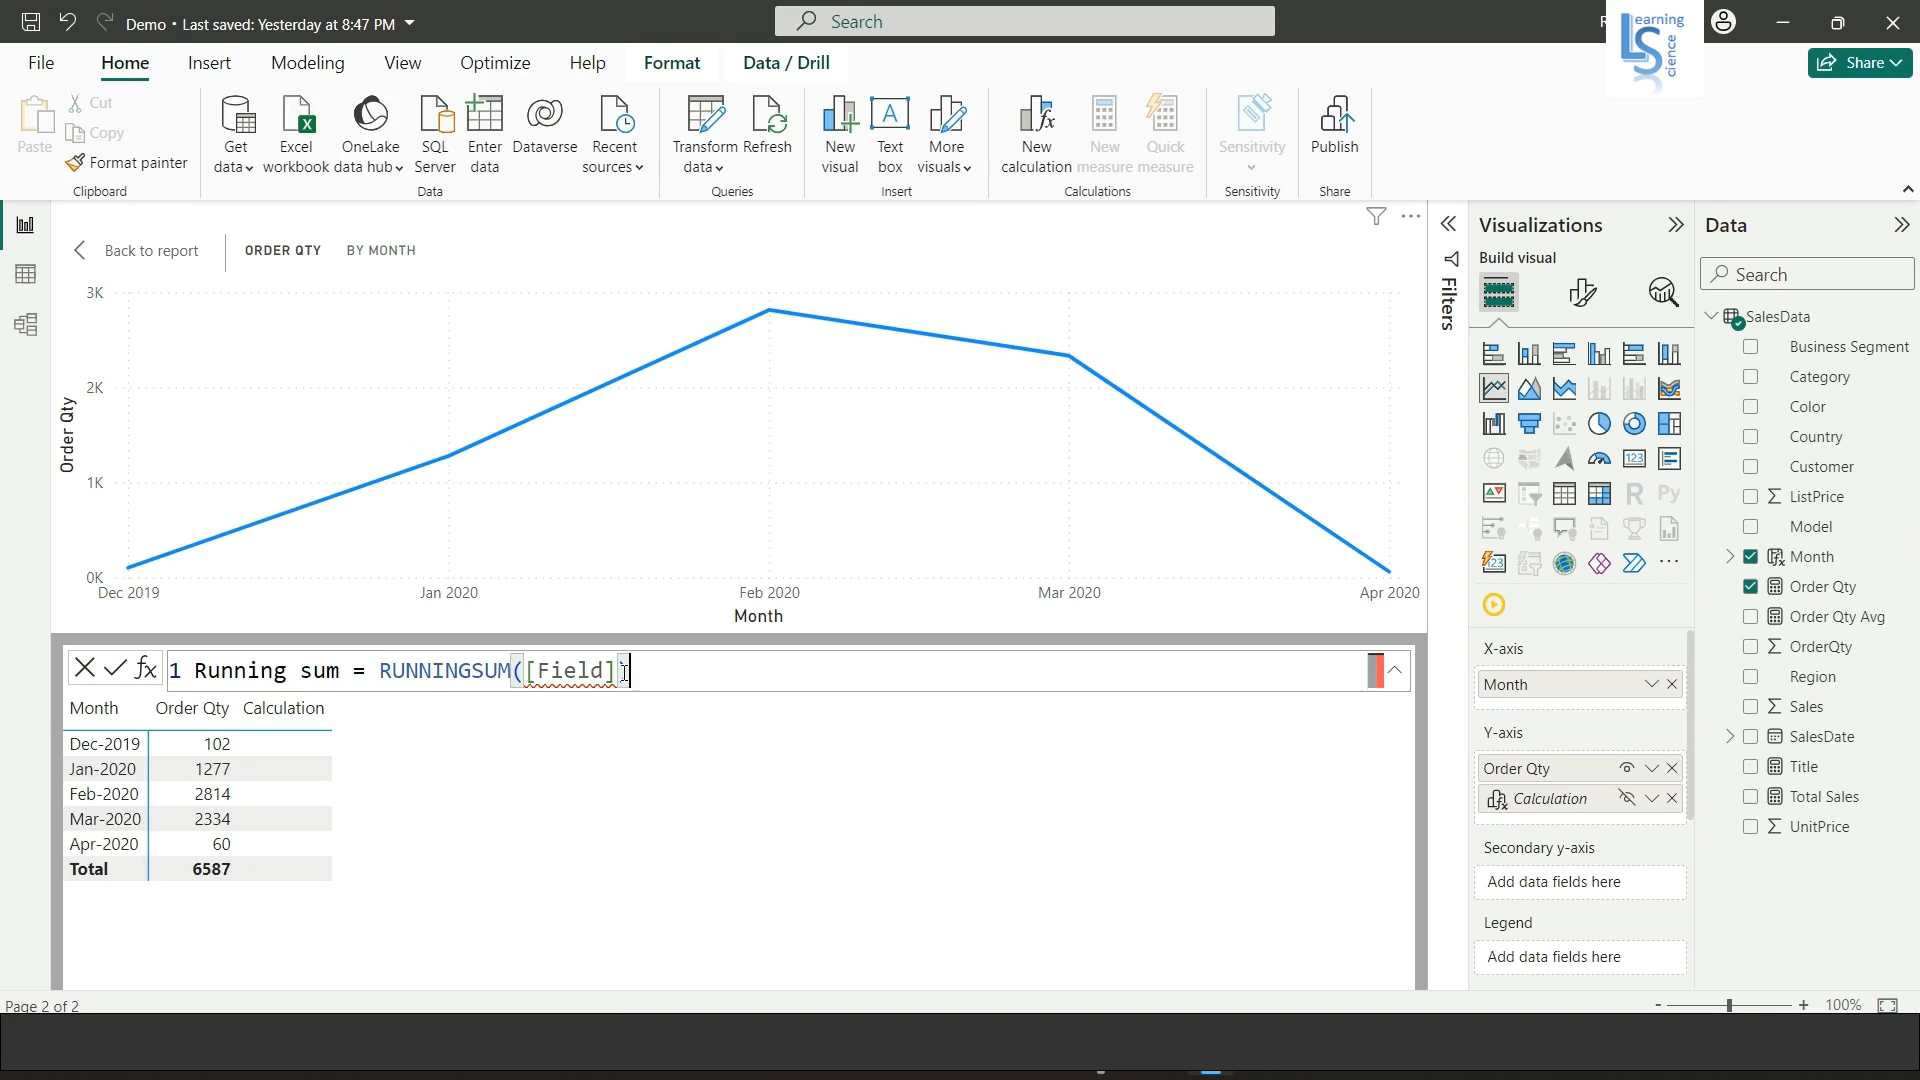 Demo • Last saved: Yesterday at 8:47 PM
Search
Learning
Science
File
Home
Insert
Modeling
View
Optimize
Help
Format
Data / Drill
Share
Paste
Cut
Copy
Format painter
Clipboard
Get data
Excel workbook
OneLake data hub
SQL Server
Enter data
Dataverse
Recent sources
Data
Transform data
Refresh
Queries
New visual
Text box
More visuals
Insert
New calculation
New measure
Quick measure
Calculations
Sensitivity
Sensitivity
Publish
Share
Back to report
ORDER QTY
BY MONTH
3K
2K
1K
0K
Order Qty
Dec 2019
Jan 2020
Feb 2020
Mar 2020
Apr 2020
Month
1 Running sum = RUNNINGSUM([Field])
Month Order Qty Calculation
Dec-2019 102
Jan-2020 1277
Feb-2020 2814
Mar-2020 2334
Apr-2020 60
Total 6587
Filters
Visualizations
Build visual
123
R
Py
123
X-axis
Month
Y-axis
Order Qty
Calculation
Secondary y-axis
Add data fields here
Legend
Add data fields here
Data
Search
SalesData
Business Segment
Category
Color
Country
Customer
ListPrice
Model
Month
Order Qty
Order Qty Avg
OrderQty
Region
Sales
SalesDate
Title
Total Sales
UnitPrice
Page 2 of 2
- + 100%